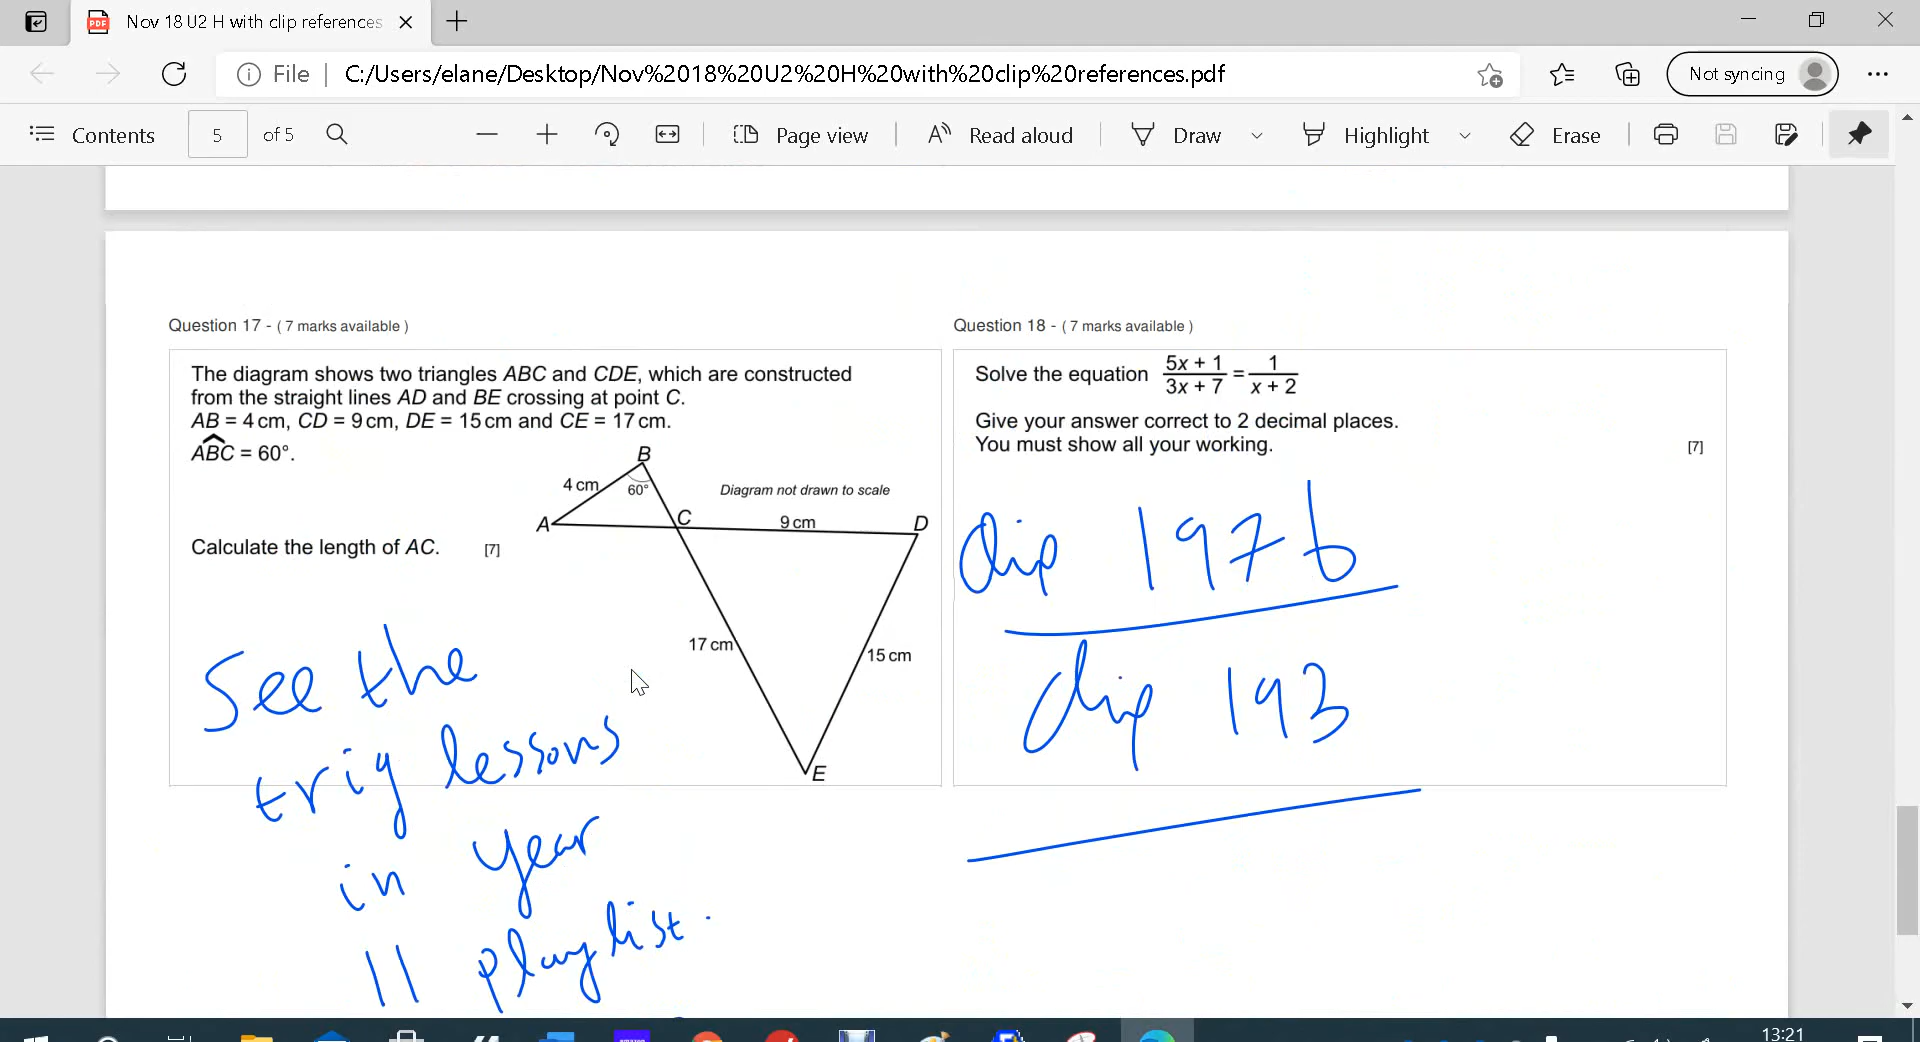 Nov 18 U2 H with clip references
File
C:/Users/elane/Desktop/Nov%2018%20U2%20H%20with%20clip%20references.pdf
Not syncing
Contents
5 of 5
Page view
Read aloud
Draw
Highlight
Erase
Question 17 - ( 7 marks available )
The diagram shows two triangles ABC and CDE, which are constructed
from the straight lines AD and BE crossing at point C.
AB = 4 cm, CD = 9 cm, DE = 15 cm and CE = 17 cm.
ABC = 60°.
B
4 cm
60°
Diagram not drawn to scale
A
C
9 cm
D
Calculate the length of AC. [7]
17 cm
15 cm
E
See the
trig lessons
in year
11 playlist.
Question 18 - ( 7 marks available )
Solve the equation 5x + 1 / 3x + 7 = 1 / x + 2
Give your answer correct to 2 decimal places.
You must show all your working.
[7]
clip 1976
clip 193
13:21